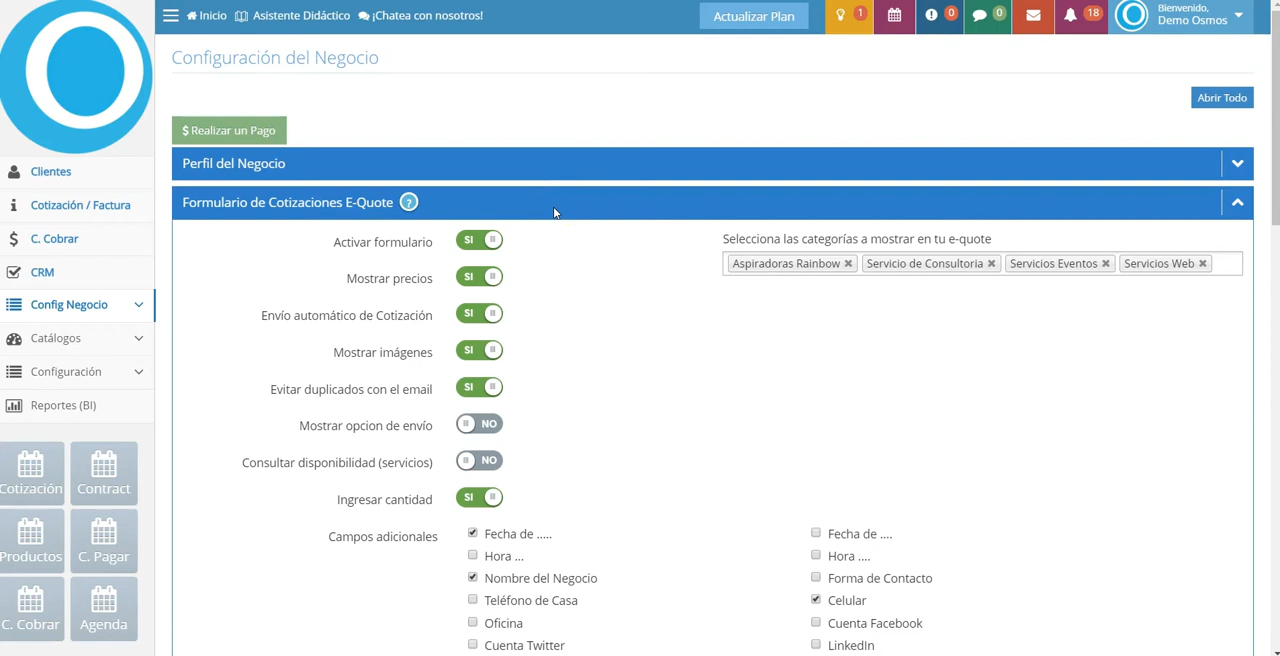 Inicio Asistente Didáctico ¡Chatea con nosotros! Actualizar Plan 1 0 0 18 Bienvenido, Demo Osmos
Configuración del Negocio
Abrir Todo
$ Realizar un Pago
Perfil del Negocio
Formulario de Cotizaciones E-Quote ?
Activar formulario SI
Mostrar precios SI
Envío automático de Cotización SI
Mostrar imágenes SI
Evitar duplicados con el email SI
Mostrar opcion de envío NO
Consultar disponibilidad (servicios) NO
Ingresar cantidad SI
Selecciona las categorías a mostrar en tu e-quote
Aspiradoras Rainbow × Servicio de Consultoria × Servicios Eventos × Servicios Web ×
Campos adicionales
Fecha de ..... Fecha de ....
Hora ... Hora ....
Nombre del Negocio Forma de Contacto
Teléfono de Casa Celular
Oficina Cuenta Facebook
Cuenta Twitter LinkedIn
Clientes
Cotización / Factura
$ C. Cobrar
CRM
Config Negocio
Catálogos
Configuración
Reportes (BI)
Cotización Contract
Productos C. Pagar
C. Cobrar Agenda